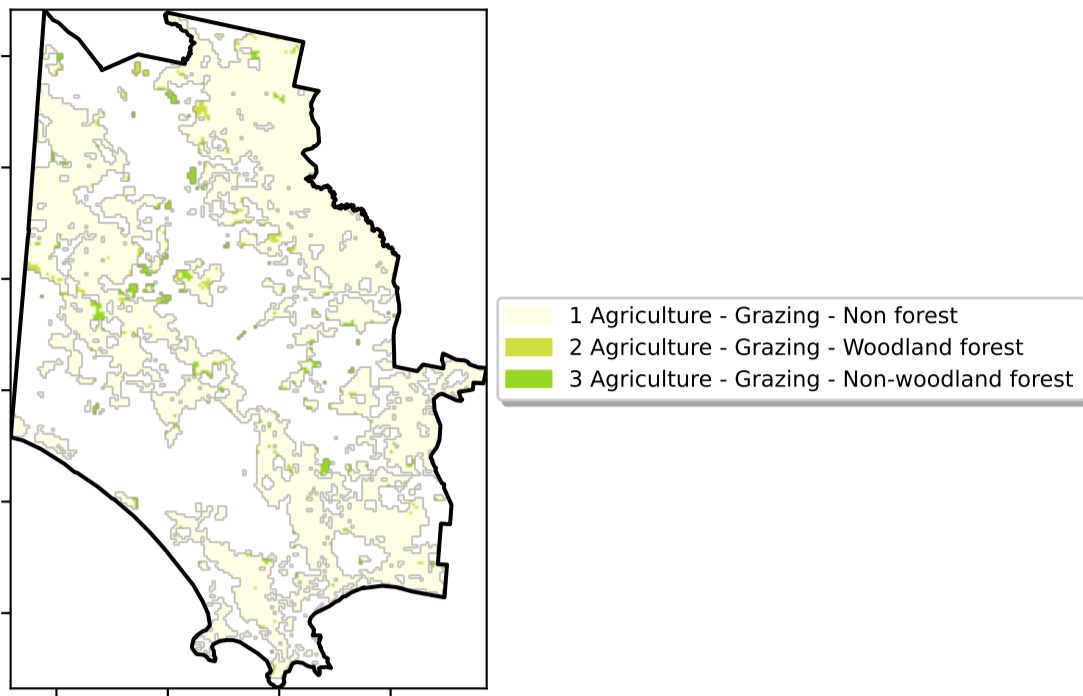 1 Agriculture - Grazing - Non forest
2 Agriculture - Grazing - Woodland forest
3 Agriculture - Grazing - Non-woodland forest